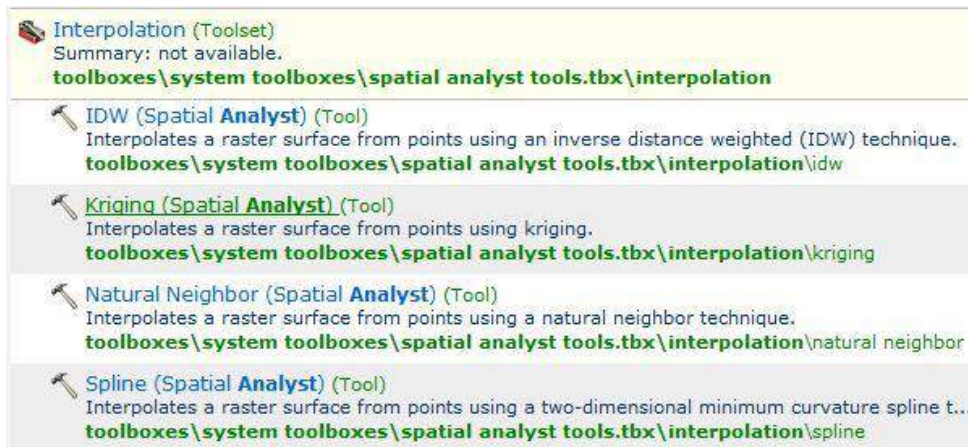 Interpolation (Toolset)
Summary: not available.
toolboxes\system toolboxes\spatial analyst tools.tbx\interpolation
IDW (Spatial Analyst) (Tool)
Interpolates a raster surface from points using an inverse distance weighted (IDW) technique.
toolboxes\system toolboxes\spatial analyst tools.tbx\interpolation\idw
Kriging (Spatial Analyst) (Tool)
Interpolates a raster surface from points using kriging.
toolboxes\system toolboxes\spatial analyst tools.tbx\interpolation\kriging
Natural Neighbor (Spatial Analyst) (Tool)
Interpolates a raster surface from points using a natural neighbor technique.
toolboxes\system toolboxes\spatial analyst tools.tbx\interpolation\natural neighbor
Spline (Spatial Analyst) (Tool)
Interpolates a raster surface from points using a two-dimensional minimum curvature spline t...
toolboxes\system toolboxes\spatial analyst tools.tbx\interpolation\spline